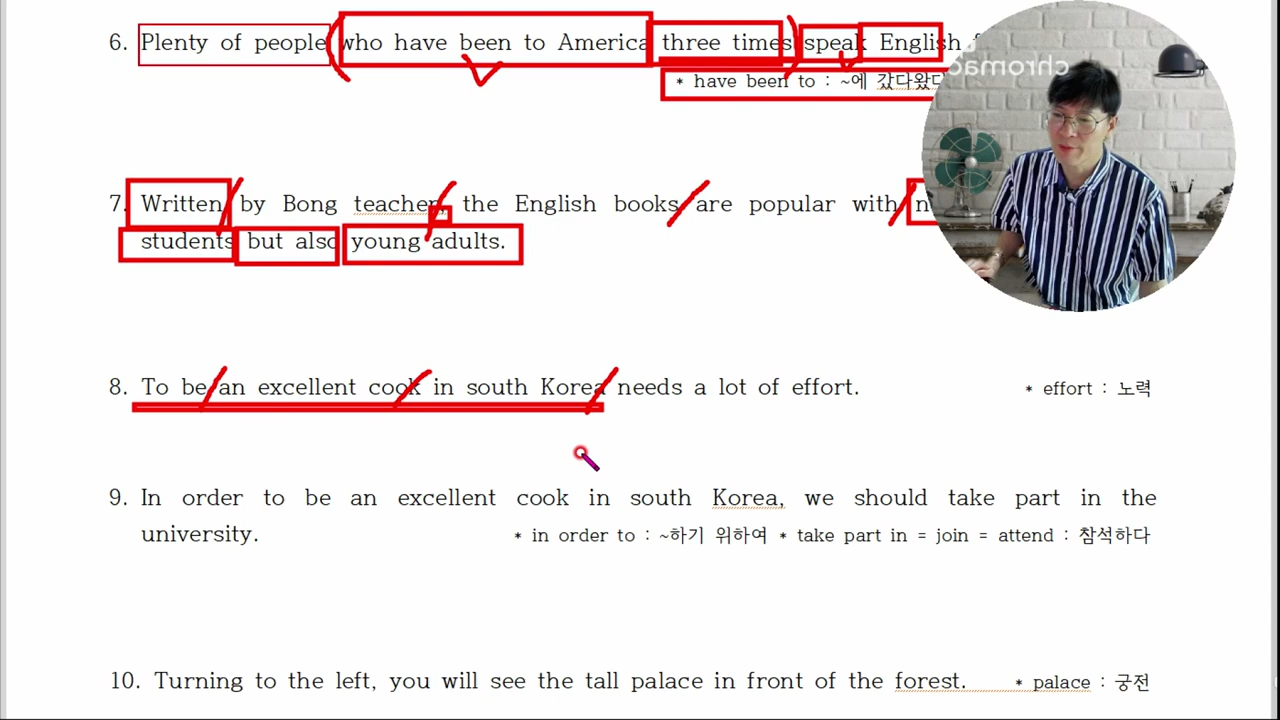 6. Plenty of people who have been to America three times speak English
chromac
* have been to : ~에 갔다왔다
7. Written by Bong teacher, the English books are popular with
students but also young adults.
8. To be an excellent cook in south Korea needs a lot of effort. * effort : 노력
9. In order to be an excellent cook in south Korea, we should take part in the
university. * in order to : ~하기 위하여 * take part in = join = attend : 참석하다
10. Turning to the left, you will see the tall palace in front of the forest. * palace : 궁전